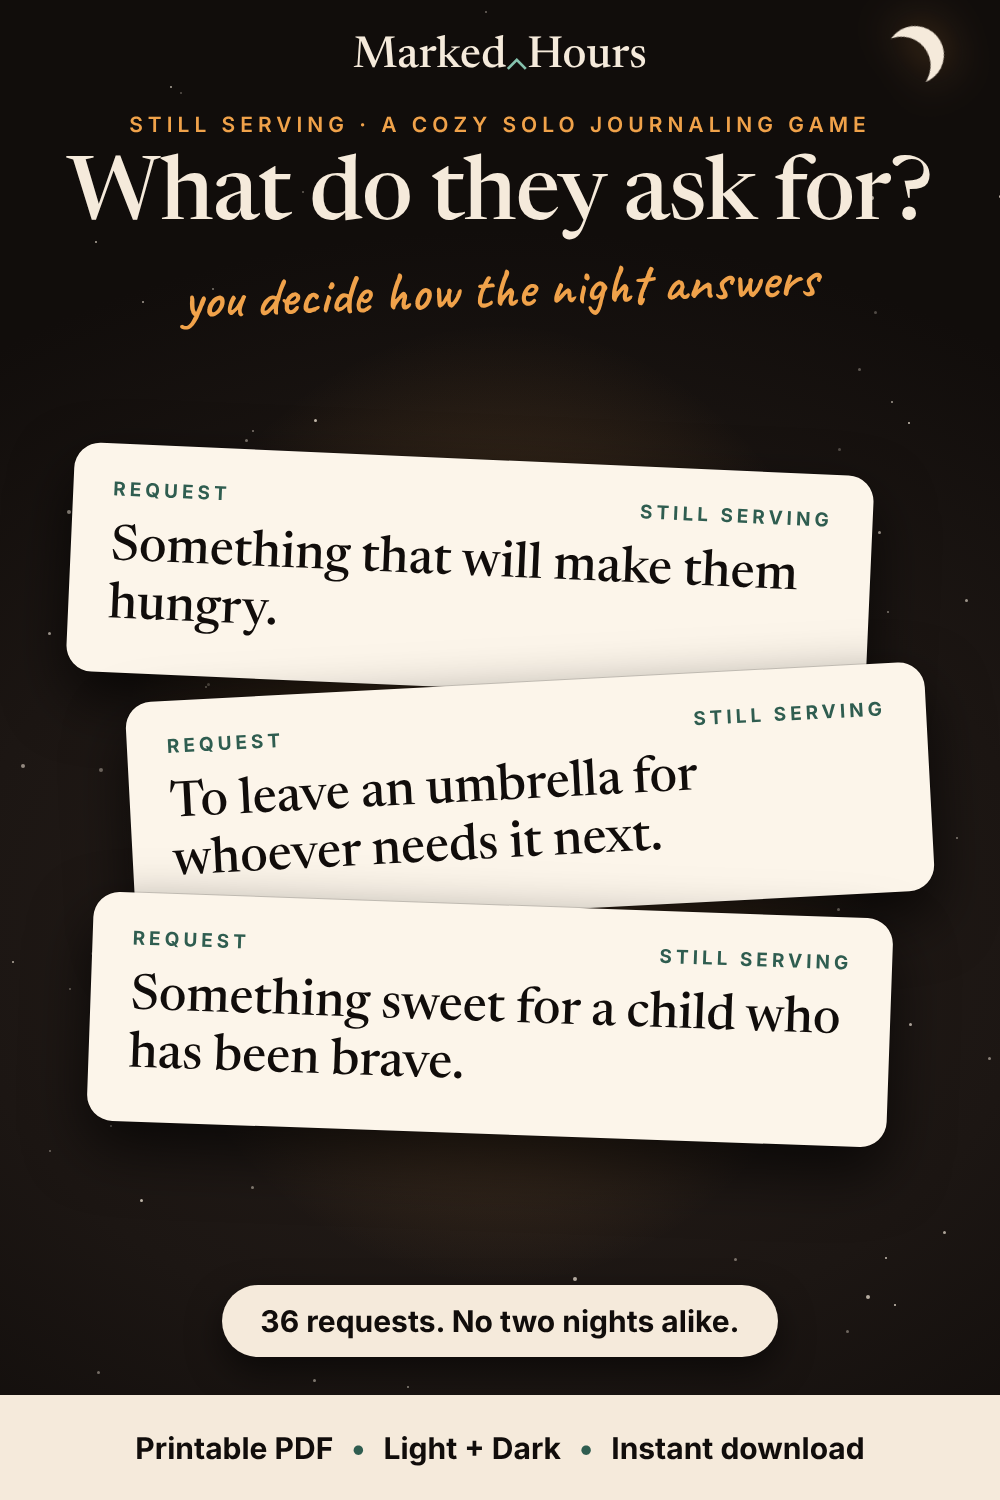 Marked‸Hours
STILL SERVING · A COZY SOLO JOURNALING GAME
What do they ask for?
you decide how the night answers
REQUEST
STILL SERVING
Something that will make them
hungry.
REQUEST
STILL SERVING
To leave an umbrella for
whoever needs it next.
REQUEST
STILL SERVING
Something sweet for a child who
has been brave.
36 requests. No two nights alike.
Printable PDF • Light + Dark • Instant download